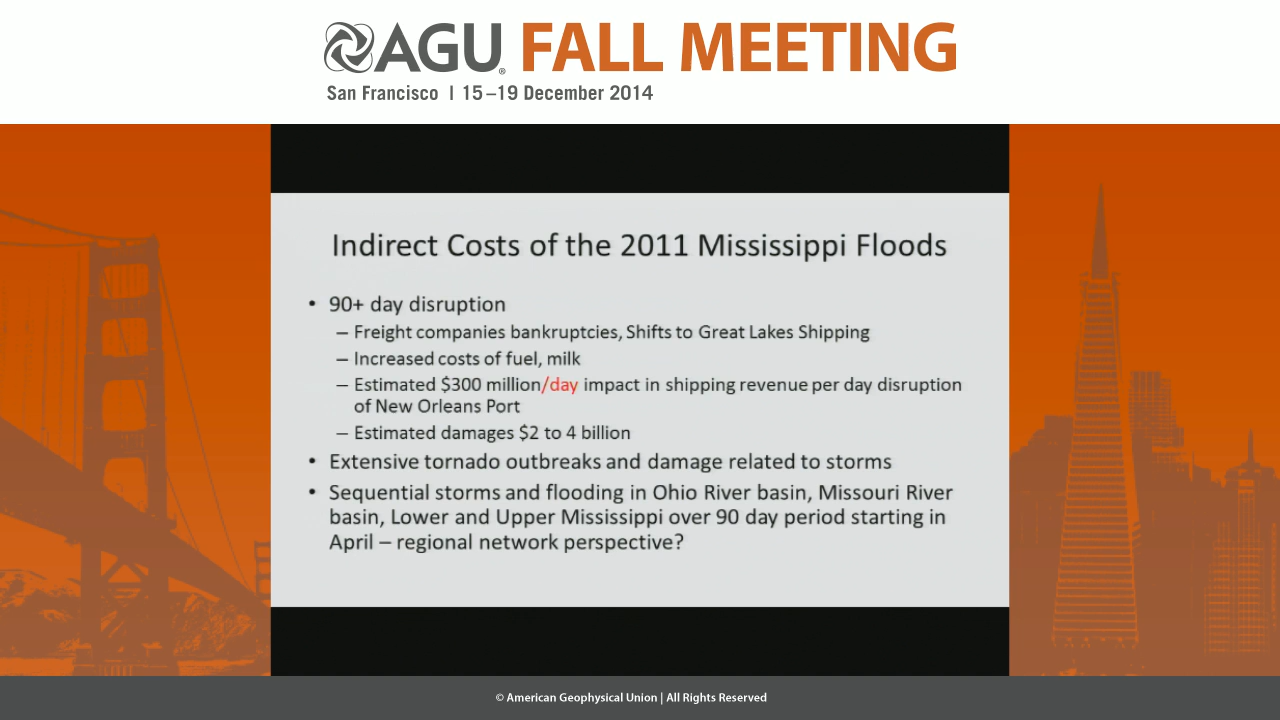 AGU FALL MEETING
San Francisco | 15–19 December 2014
Indirect Costs of the 2011 Mississippi Floods
• 90+ day disruption
– Freight companies bankruptcies, Shifts to Great Lakes Shipping
– Increased costs of fuel, milk
– Estimated $300 million/day impact in shipping revenue per day disruption
of New Orleans Port
– Estimated damages $2 to 4 billion
• Extensive tornado outbreaks and damage related to storms
• Sequential storms and flooding in Ohio River basin, Missouri River
basin, Lower and Upper Mississippi over 90 day period starting in
April – regional network perspective?
© American Geophysical Union | All Rights Reserved